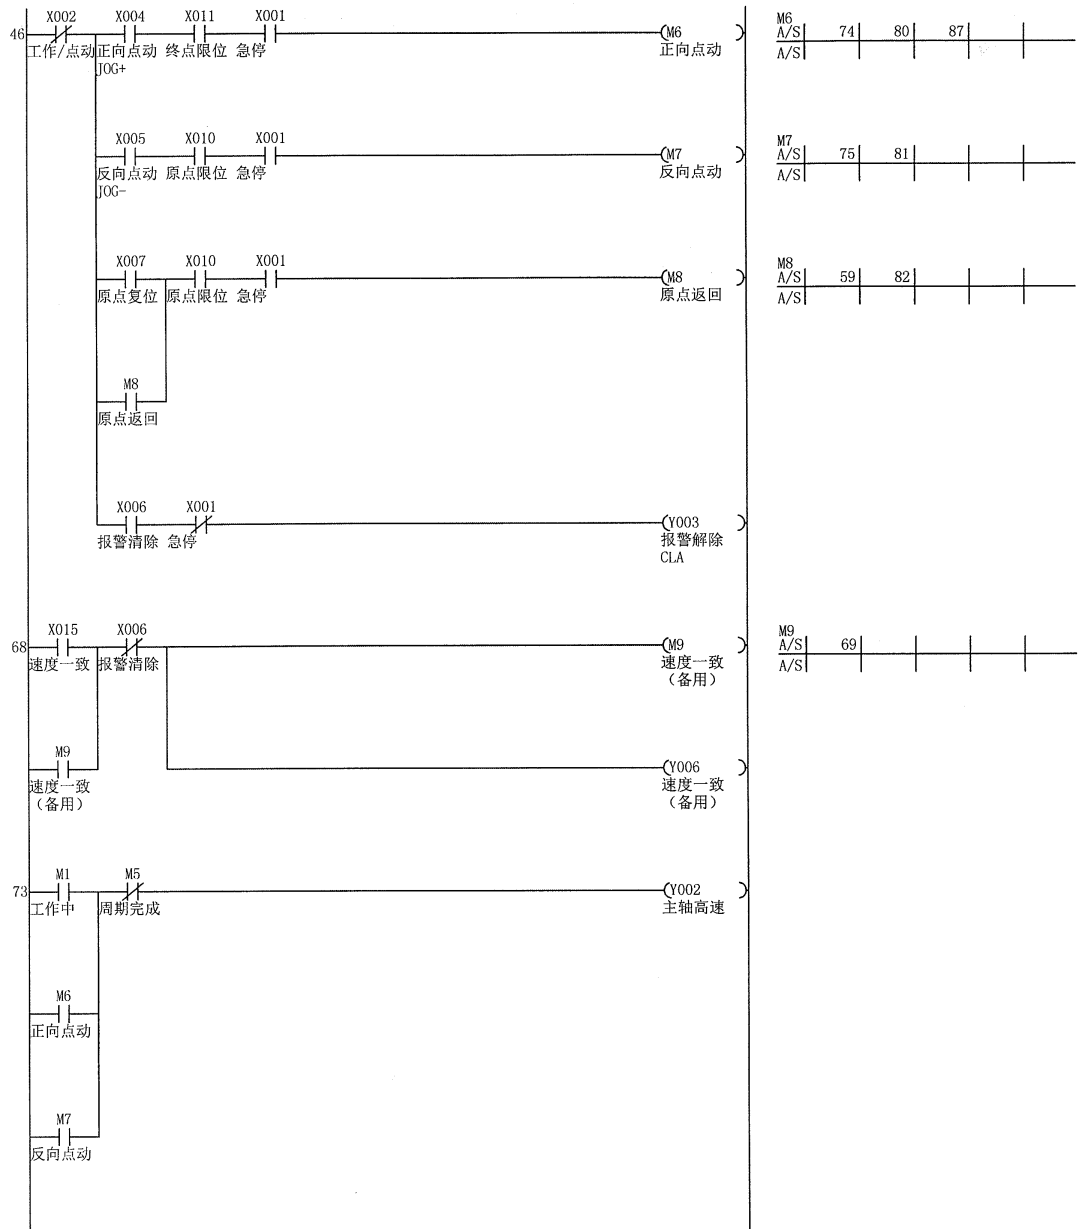 X002 X004 X011 X001
46 (M6 )
工作/点动 正向点动 终点限位 急停 正向点动
JOG+
M6
A/S 74 80 87
A/S
X005 X010 X001
(M7 )
反向点动 原点限位 急停 反向点动
JOG-
M7
A/S 75 81
A/S
X007 X010 X001
(M8 )
原点复位 原点限位 急停 原点返回
M8
A/S 59 82
A/S
M8
原点返回
X006 X001
(Y003 )
报警清除 急停 报警解除
CLA
X015 X006
68 (M9 )
速度一致 报警清除 速度一致
(备用)
M9
A/S 69
A/S
M9
(Y006 )
速度一致 速度一致
(备用) (备用)
M1 M5
73 (Y002 )
工作中 周期完成 主轴高速
M6
正向点动
M7
反向点动